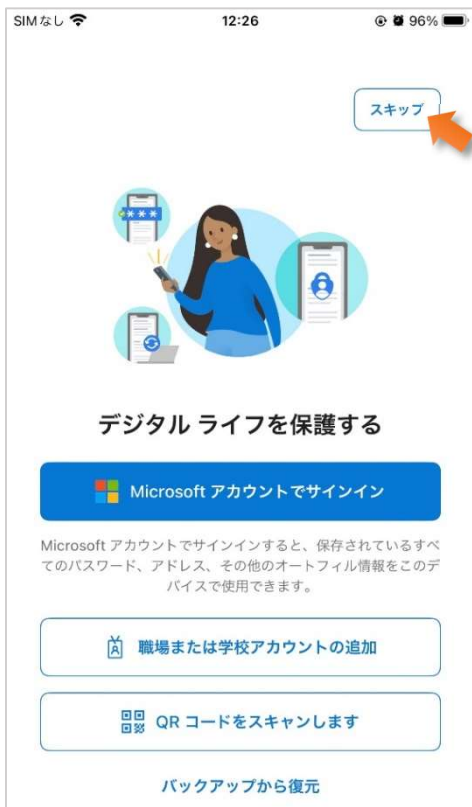 SIMなし 12:26 96%
スキップ
***
デジタル ライフを保護する
Microsoft アカウントでサインイン
Microsoft アカウントでサインインすると、保存されているすべ
てのパスワード、アドレス、その他のオートフィル情報をこのデ
バイスで使用できます。
職場または学校アカウントの追加
QR コードをスキャンします
バックアップから復元